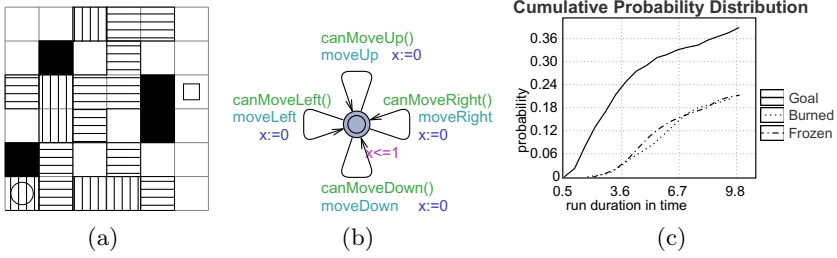 canMoveUp()
moveUp x:=0
canMoveLeft()
moveLeft
x:=0
canMoveRight()
moveRight
x:=0
x<=1
canMoveDown()
moveDown x:=0
Cumulative Probability Distribution
probability
0.36
0.30
0.24
0.18
0.12
0.06
0
0.5 3.6 6.7 9.8
run duration in time
Goal
Burned
Frozen
(a) (b) (c)